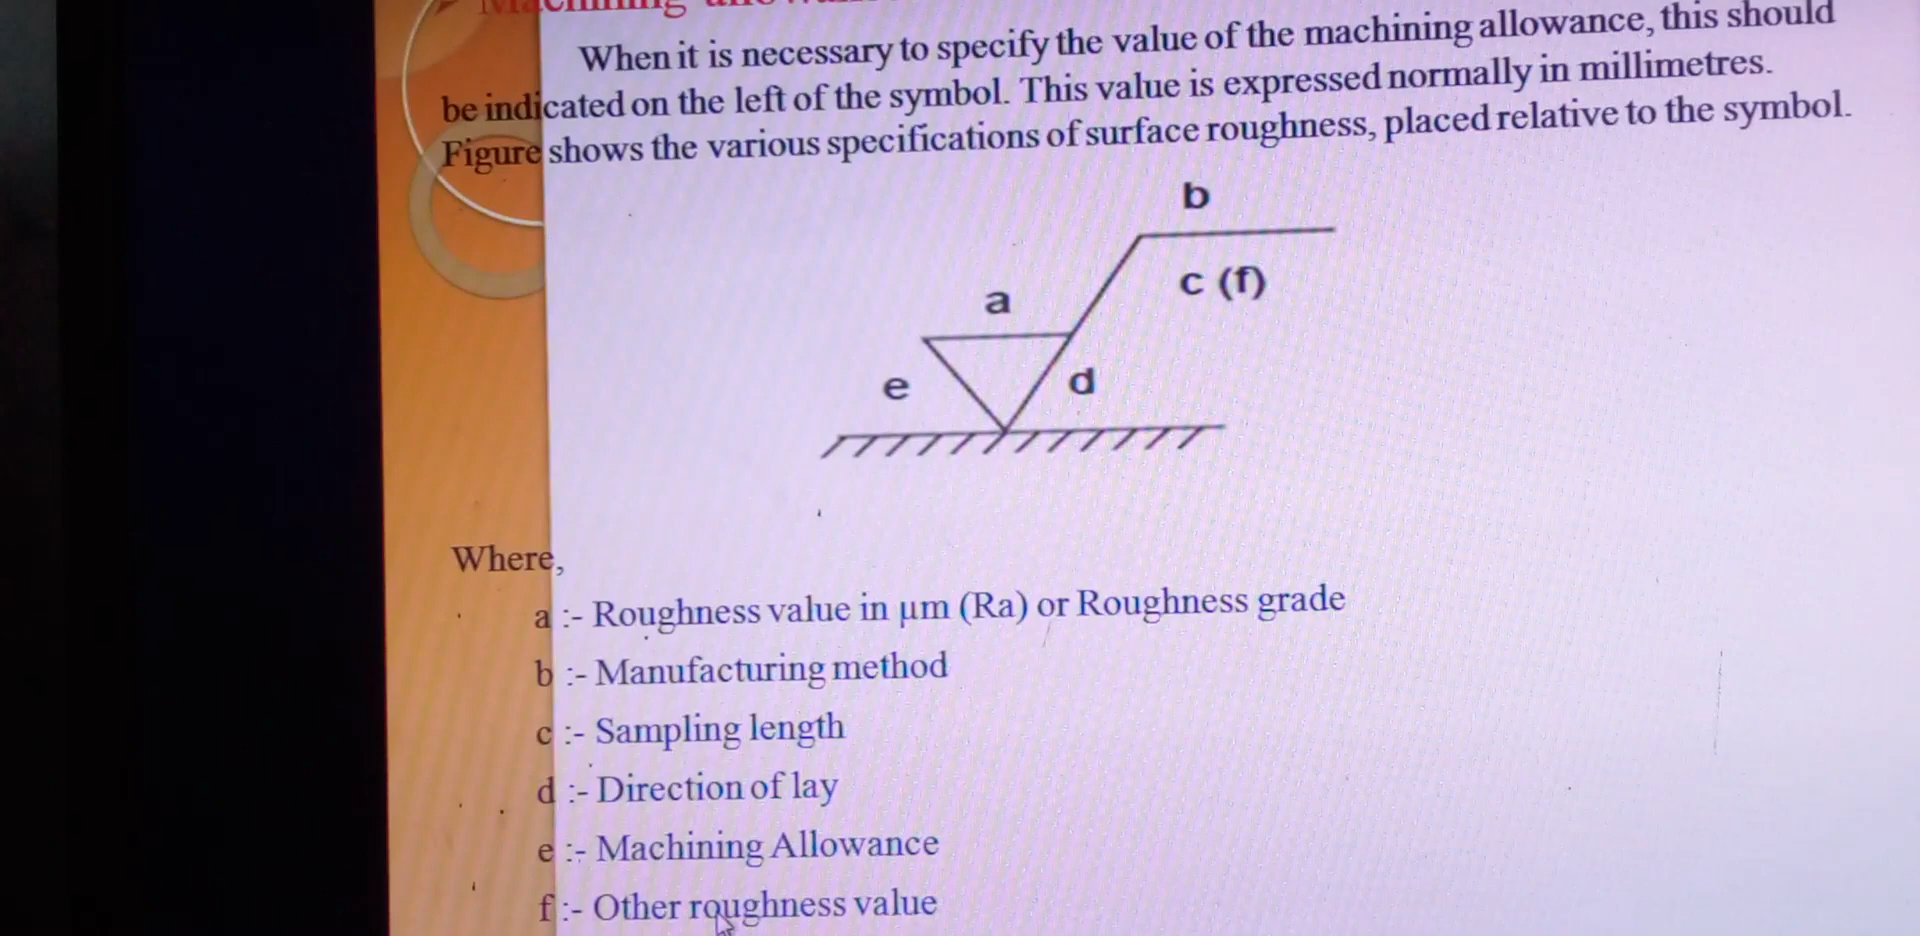 Machining
When it is necessary to specify the value of the machining allowance, this should
be indicated on the left of the symbol. This value is expressed normally in millimetres.
Figure shows the various specifications of surface roughness, placed relative to the symbol.
b
c (f)
a
e
d
Where,
a :- Roughness value in µm (Ra) or Roughness grade
b :- Manufacturing method
c :- Sampling length
d :- Direction of lay
e :- Machining Allowance
f :- Other roughness value